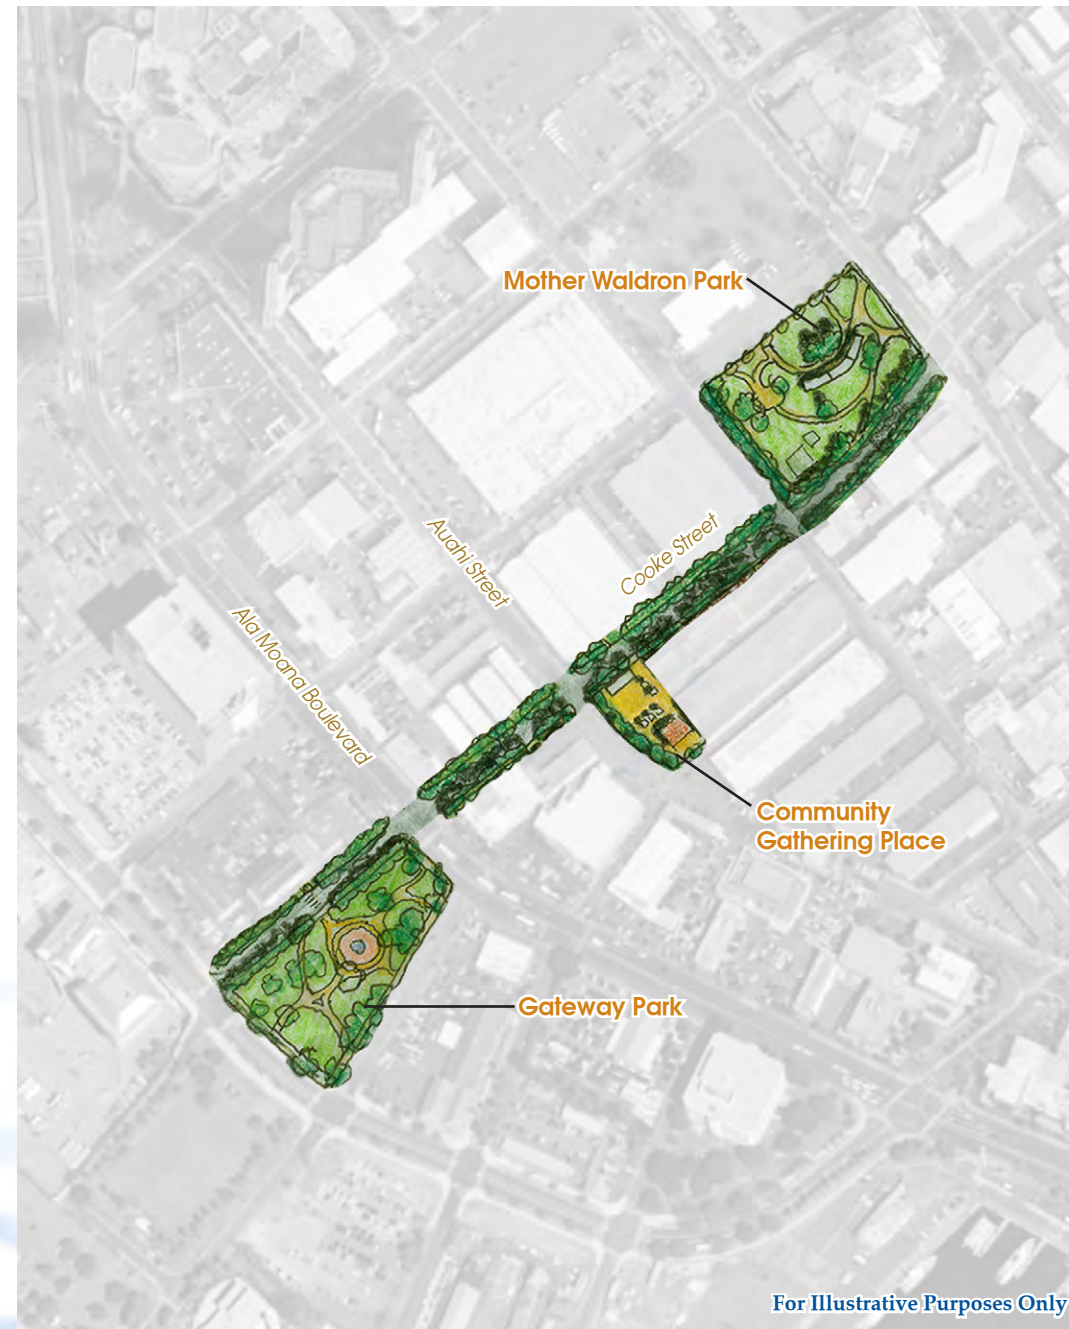 Mother Waldron Park
Cooke Street
Auahi Street
Ala Moana Boulevard
Community
Gathering Place
Gateway Park
For Illustrative Purposes Only